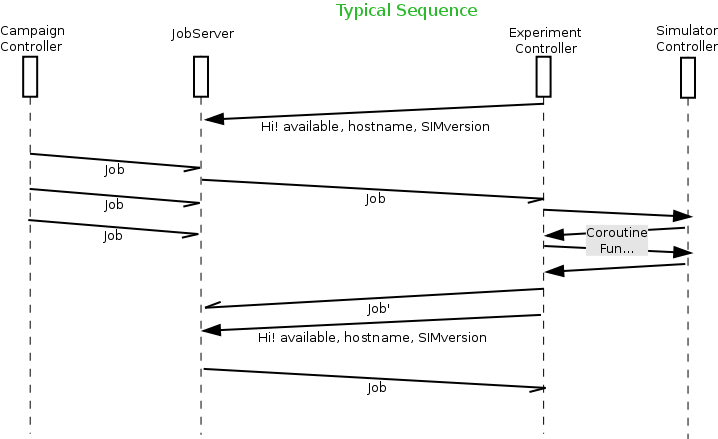 Typical Sequence
Campaign
Controller
JobServer
Experiment
Controller
Simulator
Controller
Hi! available, hostname, SIMversion
Job
Job
Job
Job
Coroutine
Fun...
Job'
Hi! available, hostname, SIMversion
Job